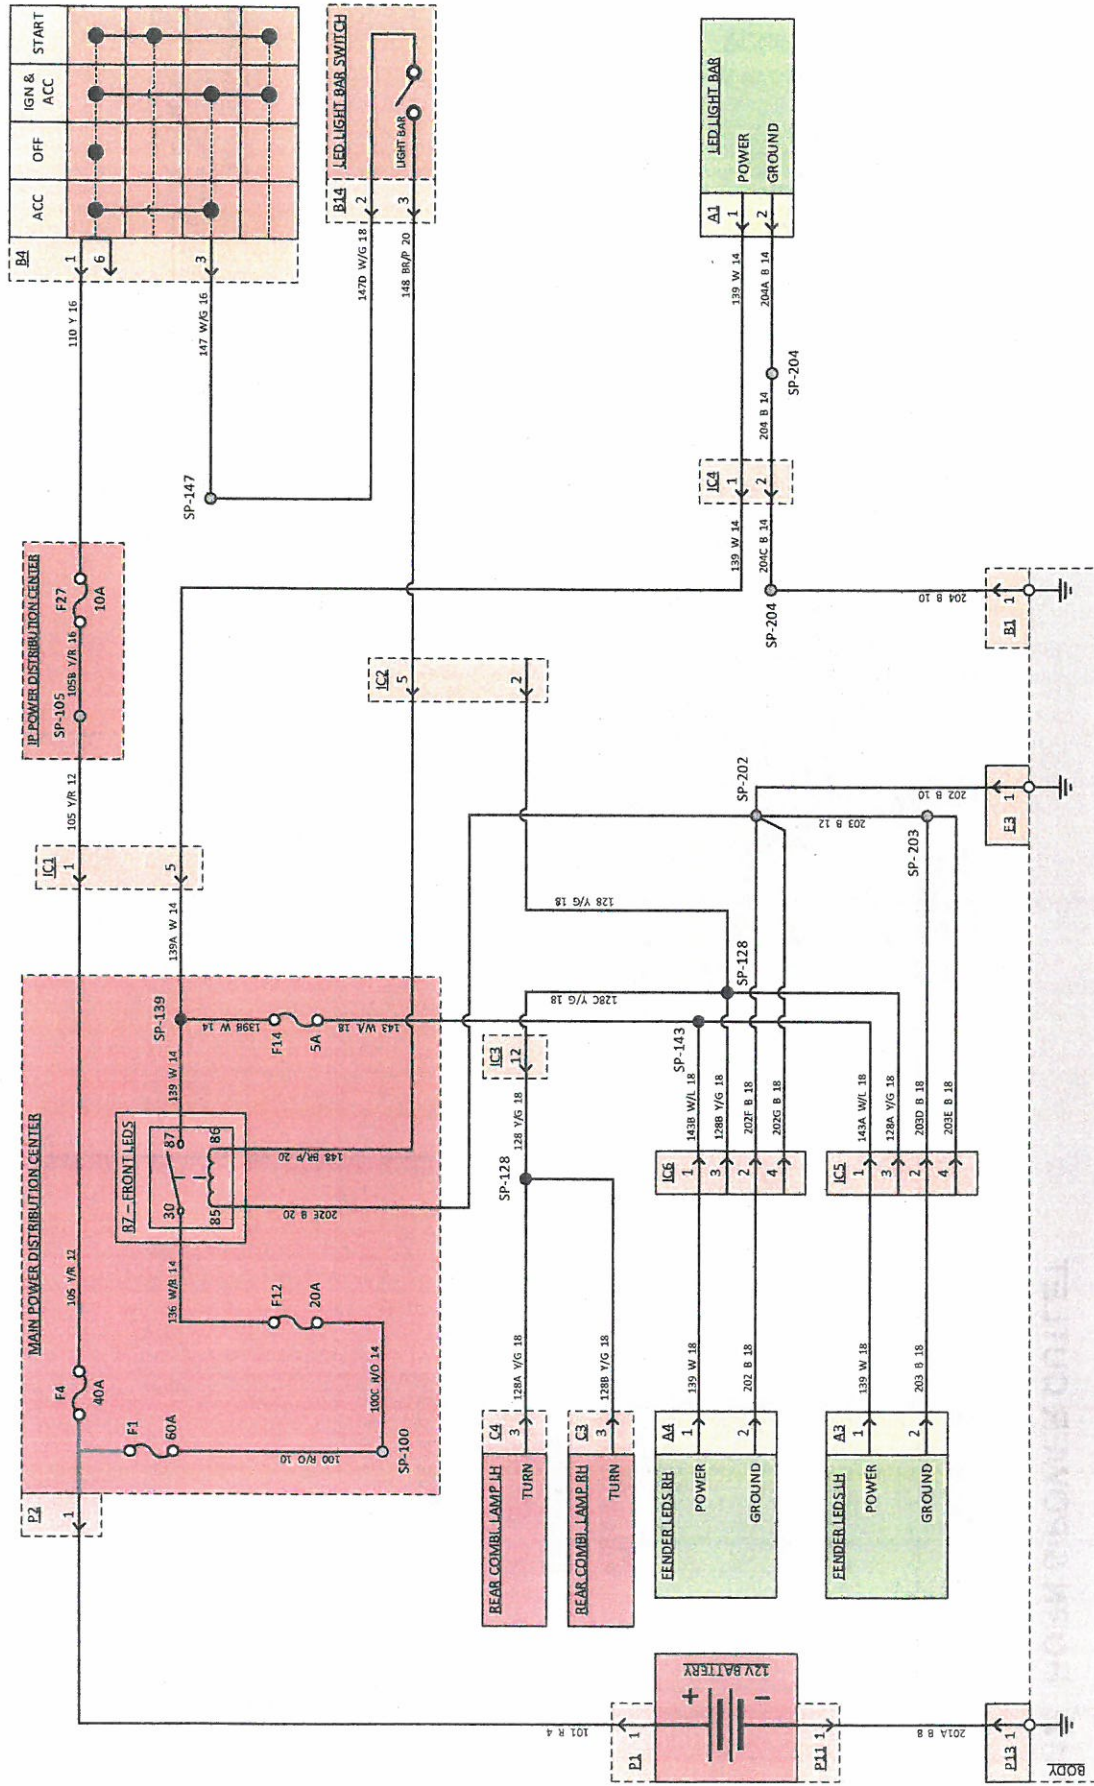 START
IGN &
ACC
OFF
ACC
B4
1
6
3
110 Y 16
147 W/G 16
SP-147
LED LIGHT BAR SWITCH
LIGHT BAR
B14
2
3
147D W/G 18
148 BR/P 20
LED LIGHT BAR
POWER
GROUND
A1
1
2
139 W 14
204A B 14
SP-204
204 B 14
IC4
1
2
139 W 14
204C B 14
SP-204
204 B 10
B1
1
IP POWER DISTRIBUTION CENTER
F27
10A
105B Y/R 16
SP-105
105 Y/R 12
IC1
1
5
139A W 14
IC2
5
2
SP-202
202 B 10
E3
1
203 B 12
SP-203
128 Y/G 18
SP-128
128C Y/G 18
MAIN POWER DISTRIBUTION CENTER
SP-139
139B W 14
F14
5A
143 W/L 18
139 W 14
R7 – FRONT LEDS
87
86
30
85
148 BR/P 20
202E B 20
136 W/R 14
F12
20A
100C R/O 14
SP-100
105 Y/R 12
F4
40A
F1
60A
100 R/O 10
P2
1
IC3
12
128 Y/G 18
SP-128
128A Y/G 18
128B Y/G 18
C4
3
REAR COMBI. LAMP LH
TURN
C3
3
REAR COMBI. LAMP RH
TURN
SP-143
143B W/L 18
128B Y/G 18
202F B 18
202G B 18
IC6
1
3
2
4
139 W 18
202 B 18
A4
1
2
FENDER LEDS RH
POWER
GROUND
143A W/L 18
128A Y/G 18
203D B 18
203E B 18
IC5
1
3
2
4
139 W 18
203 B 18
A3
1
2
FENDER LEDS LH
POWER
GROUND
101 R 4
P1
1
12V BATTERY
+
–
P11
1
201A B 8
P13
1
BODY